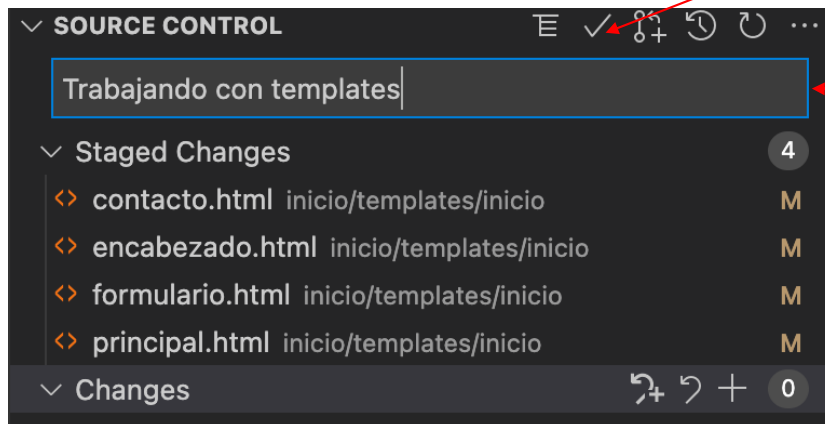 SOURCE CONTROL
Trabajando con templates
Staged Changes 4
contacto.html inicio/templates/inicio M
encabezado.html inicio/templates/inicio M
formulario.html inicio/templates/inicio M
principal.html inicio/templates/inicio M
Changes 0